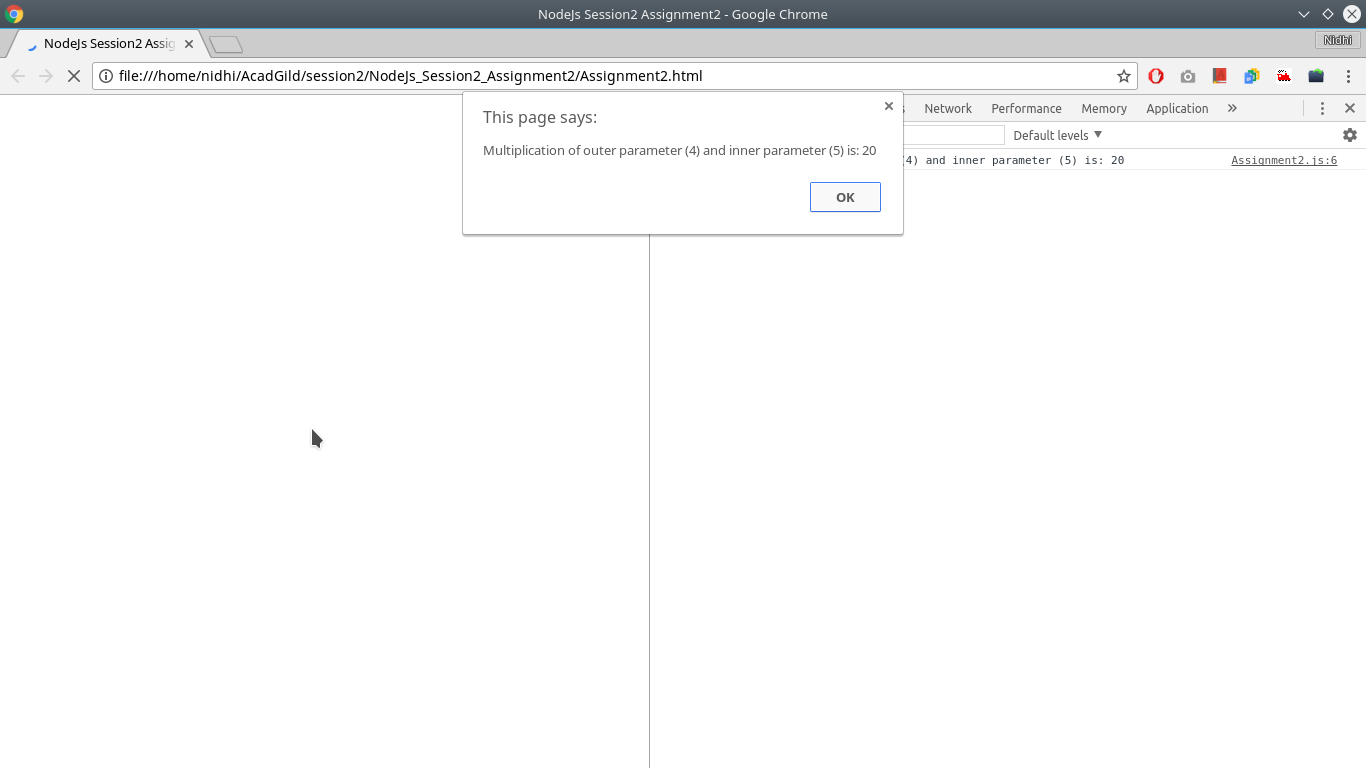 NodeJs Session2 Assignment2 - Google Chrome
NodeJs Session2 Assig
Nidhi
file:///home/nidhi/AcadGild/session2/NodeJs_Session2_Assignment2/Assignment2.html
This page says:
Multiplication of outer parameter (4) and inner parameter (5) is: 20
OK
Network Performance Memory Application
Default levels
(4) and inner parameter (5) is: 20 Assignment2.js:6